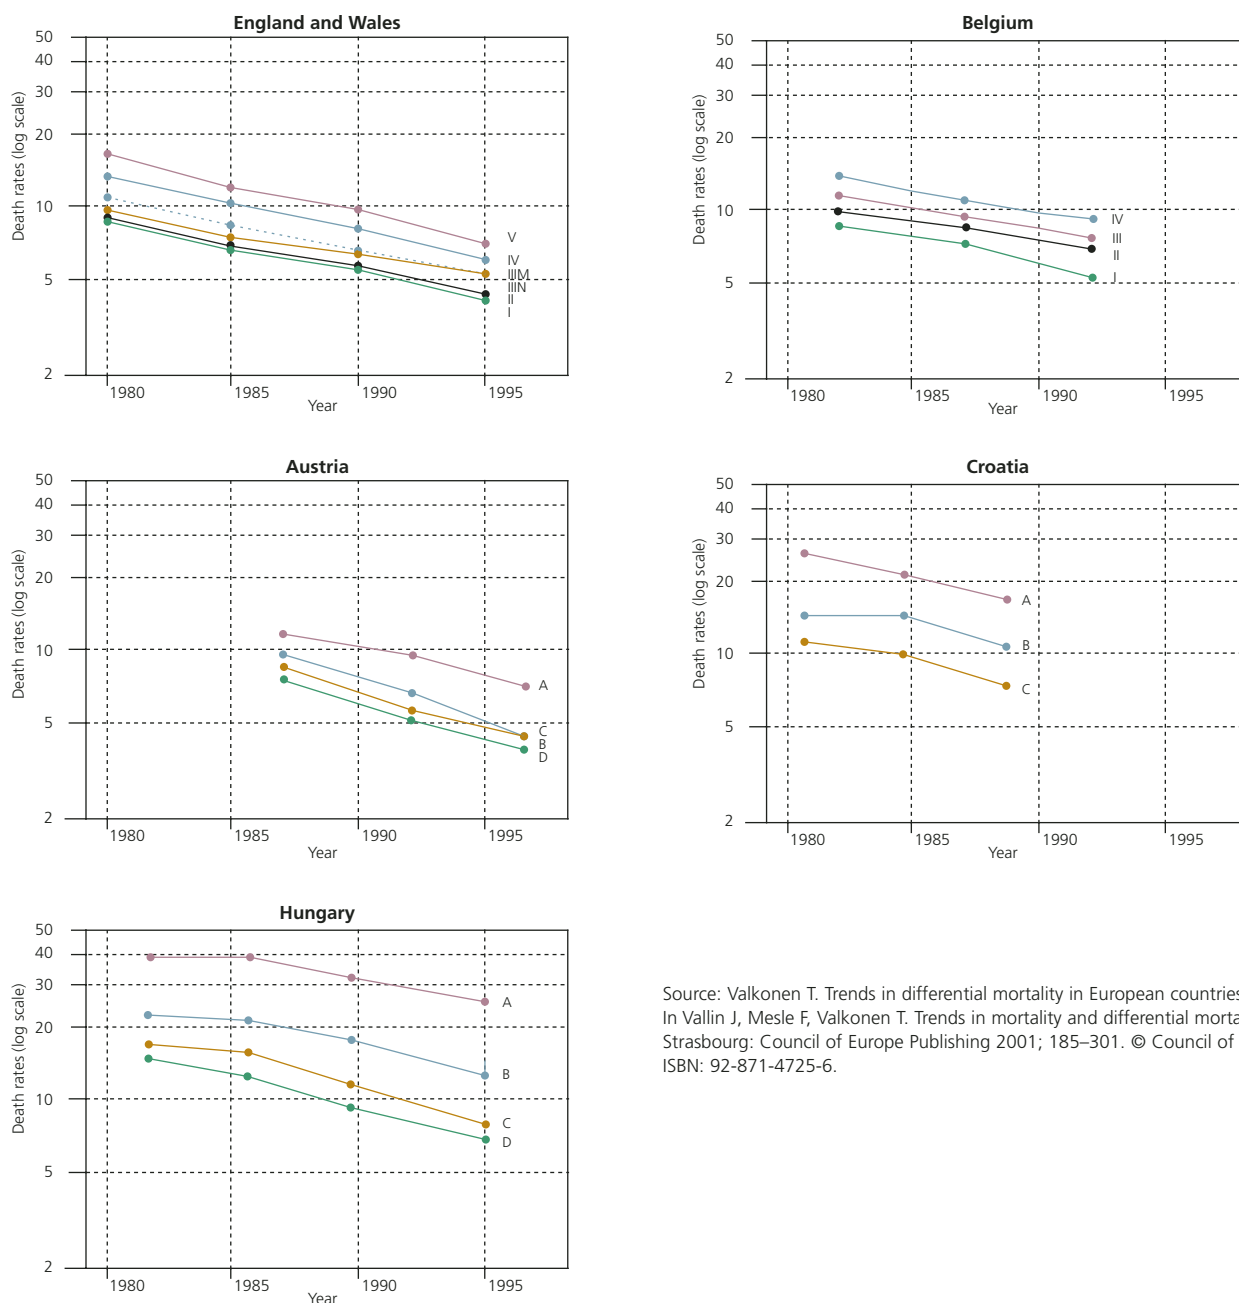 England and Wales
50
40
30
20
10
5
2
Death rates (log scale)
V
IV
IIIM
IIIN
II
I
1980
1985
1990
1995
Year
Belgium
50
40
30
20
10
5
2
Death rates (log scale)
IV
III
II
I
1980
1985
1990
1995
Year
Austria
50
40
30
20
10
5
2
Death rates (log scale)
A
C
B
D
1980
1985
1990
1995
Year
Croatia
50
40
30
20
10
5
2
Death rates (log scale)
A
B
C
1980
1985
1990
1995
Year
Hungary
50
40
30
20
10
5
2
Death rates (log scale)
A
B
C
D
1980
1985
1990
1995
Year
Source: Valkonen T. Trends in differential mortality in European countries
In Vallin J, Mesle F, Valkonen T. Trends in mortality and differential morta
Strasbourg: Council of Europe Publishing 2001; 185–301. © Council of
ISBN: 92-871-4725-6.